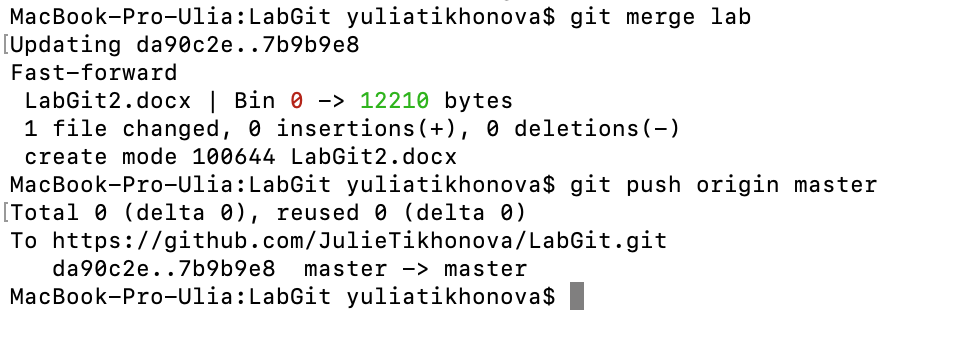 MacBook-Pro-Ulia:LabGit yuliatikhonova$ git merge lab
[Updating da90c2e..7b9b9e8
Fast-forward
 LabGit2.docx | Bin 0 -> 12210 bytes
 1 file changed, 0 insertions(+), 0 deletions(-)
 create mode 100644 LabGit2.docx
MacBook-Pro-Ulia:LabGit yuliatikhonova$ git push origin master
[Total 0 (delta 0), reused 0 (delta 0)
To https://github.com/JulieTikhonova/LabGit.git
   da90c2e..7b9b9e8  master -> master
MacBook-Pro-Ulia:LabGit yuliatikhonova$